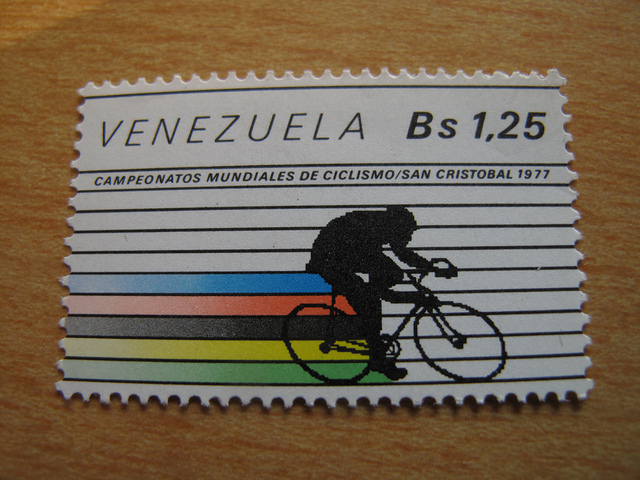 VENEZUELA Bs 1,25
CAMPEONATOS MUNDIALES DE CICLISMO/SAN CRISTOBAL 1977